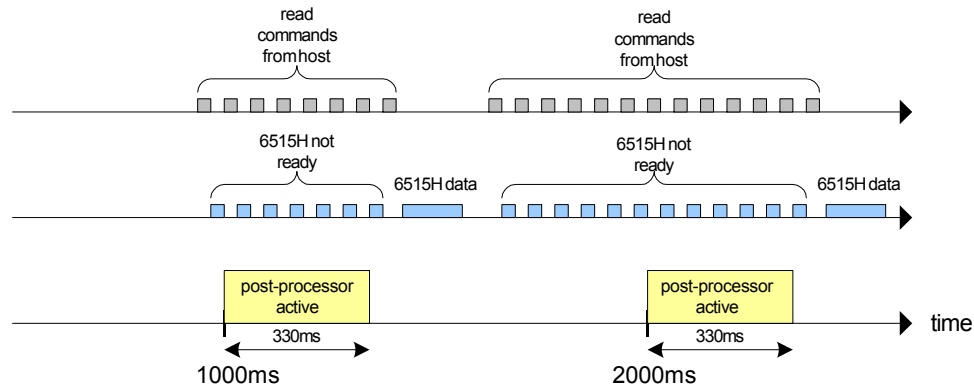 read
commands
from host
read
commands
from host
6515H not
ready
6515H data
6515H not
ready
6515H data
post-processor
active
post-processor
active
time
330ms
330ms
1000ms
2000ms